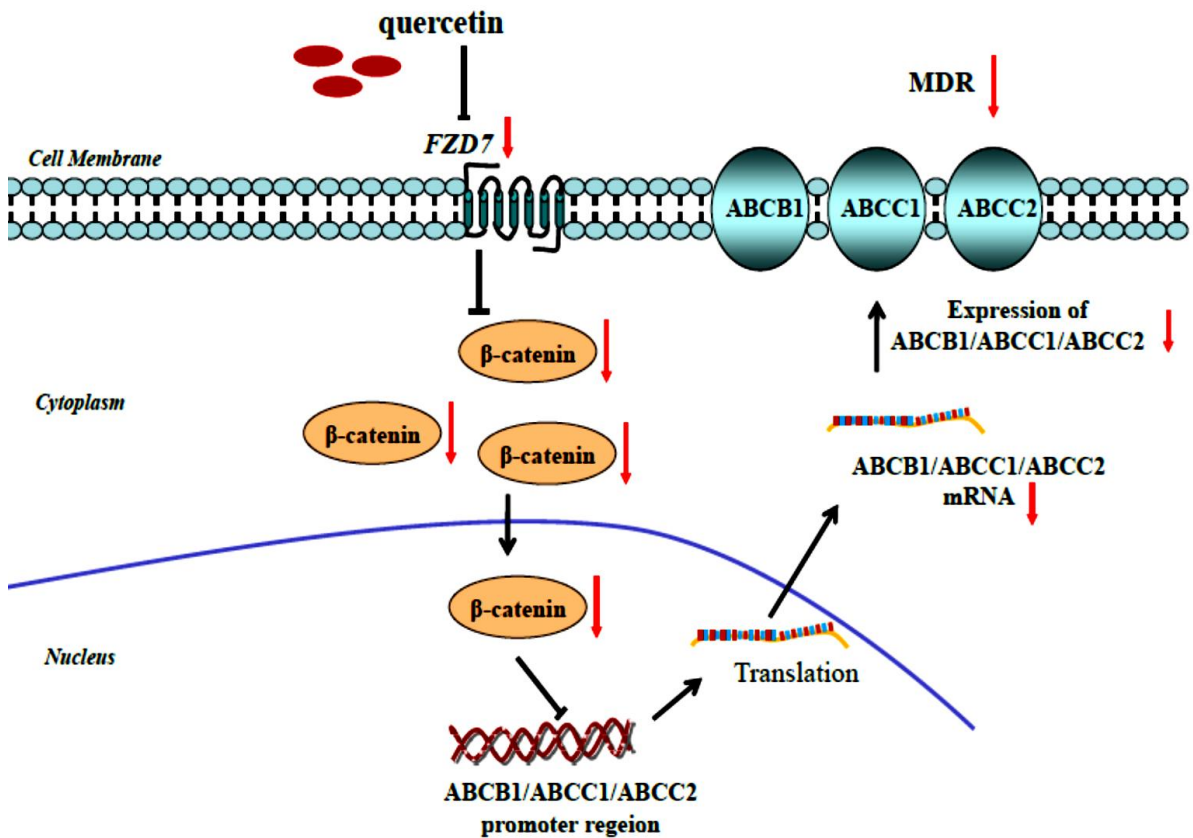 quercetin
MDR
FZD7
Cell Membrane
ABCB1
ABCC1
ABCC2
Expression of
ABCB1/ABCC1/ABCC2
β-catenin
Cytoplasm
β-catenin
β-catenin
ABCB1/ABCC1/ABCC2
mRNA
β-catenin
Nucleus
Translation
ABCB1/ABCC1/ABCC2
promoter regeion